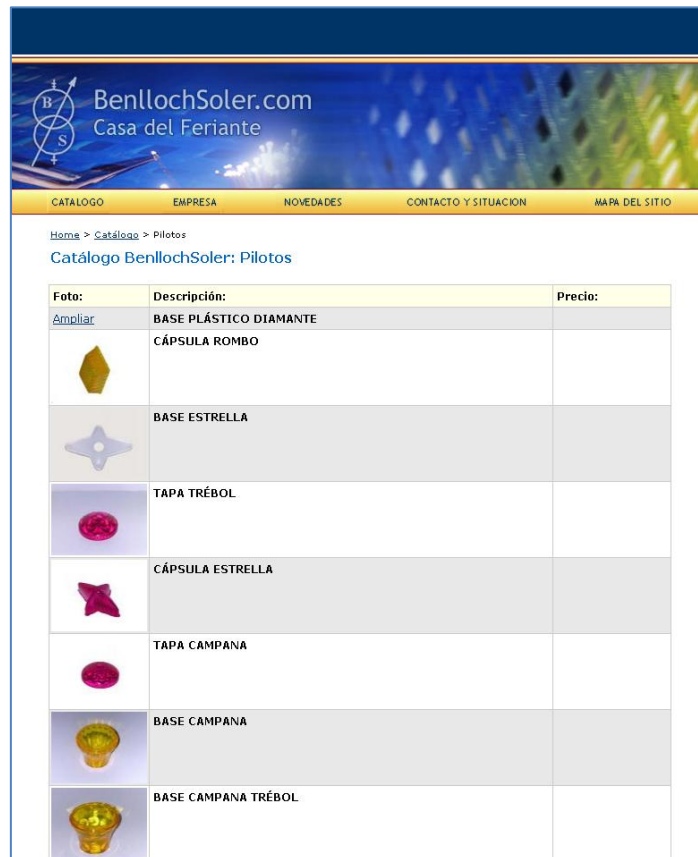 B
S
BenllochSoler.com
Casa del Feriante
CATALOGO EMPRESA NOVEDADES CONTACTO Y SITUACION MAPA DEL SITIO
Home > Catálogo > Pilotos
Catálogo BenllochSoler: Pilotos
Foto: Descripción: Precio:
Ampliar BASE PLÁSTICO DIAMANTE
CÁPSULA ROMBO
BASE ESTRELLA
TAPA TRÉBOL
CÁPSULA ESTRELLA
TAPA CAMPANA
BASE CAMPANA
BASE CAMPANA TRÉBOL